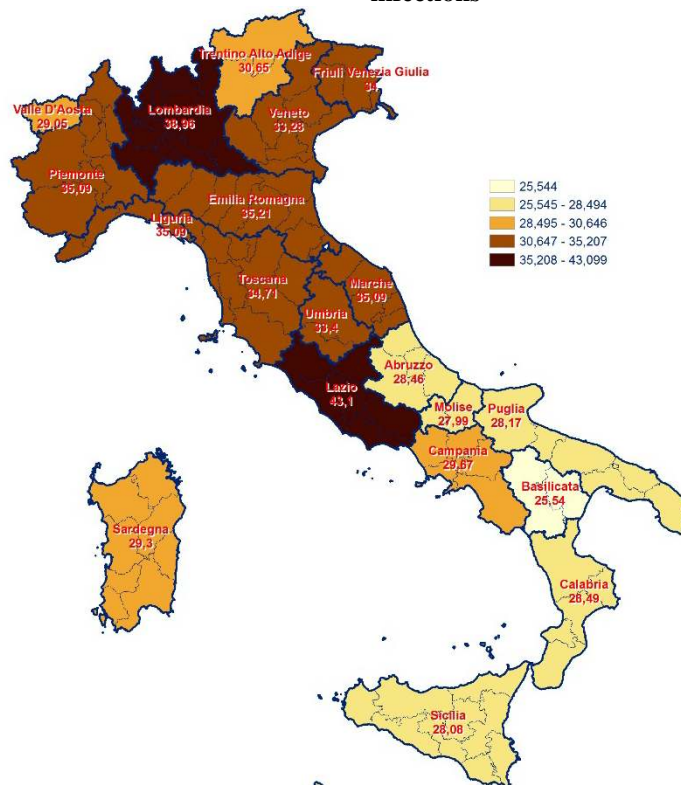 infections
Trentino Alto Adige
30,65
Friuli Venezia Giulia
34
Valle D'Aosta
29,05
Lombardia
38,96
Veneto
33,28
Piemonte
35,09
Emilia Romagna
35,21
Liguria
35,09
25,544
25,545 - 28,494
28,495 - 30,646
30,647 - 35,207
35,208 - 43,099
Toscana
34,71
Marche
35,09
Umbria
33,4
Abruzzo
28,46
Lazio
43,1
Molise
27,99
Puglia
28,17
Campania
29,67
Basilicata
25,54
Sardegna
29,3
Calabria
28,49
Sicilia
28,08